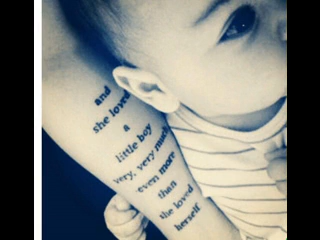 and
she loved
a
little boy
very, very much
even more
than
she loved
herself